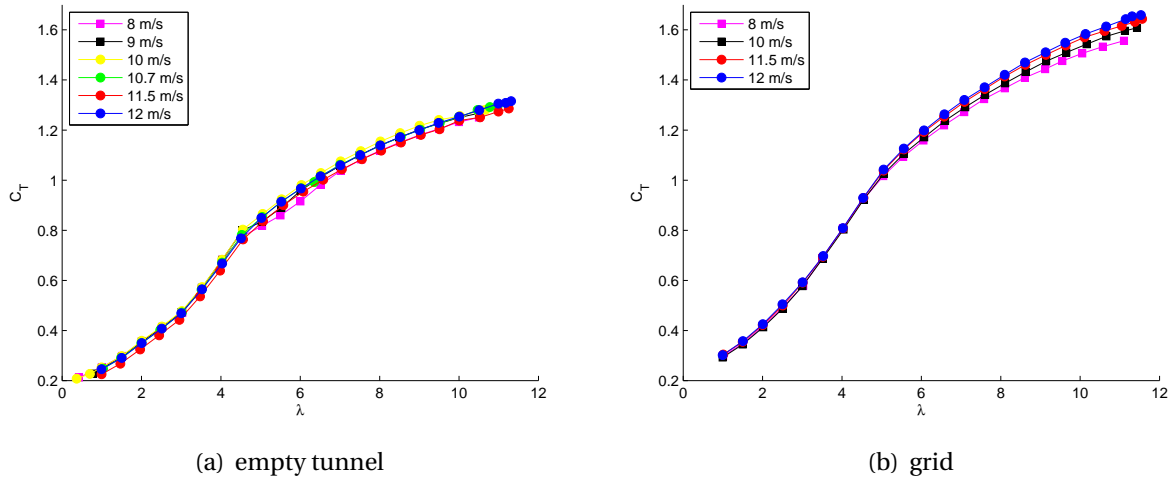 8 m/s
9 m/s
10 m/s
10.7 m/s
11.5 m/s
12 m/s
1.6
1.4
1.2
1
0.8
0.6
0.4
0.2
C_T
0 2 4 6 8 10 12
λ
(a) empty tunnel
8 m/s
10 m/s
11.5 m/s
12 m/s
1.6
1.4
1.2
1
0.8
0.6
0.4
0.2
C_T
0 2 4 6 8 10 12
λ
(b) grid